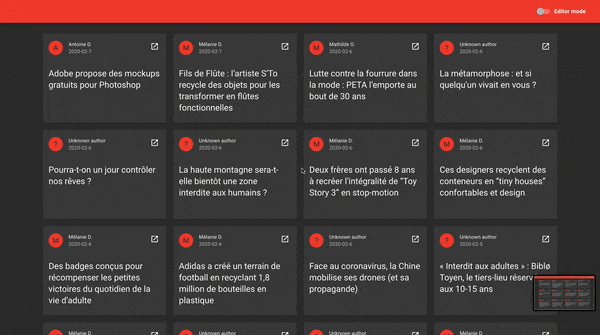 Editor mode
A
Antoine D.
2020-02-7
Adobe propose des mockups
gratuits pour Photoshop
M
Mélanie D.
2020-02-7
Fils de Flûte : l'artiste S'To
recycle des objets pour les
transformer en flûtes
fonctionnelles
M
Mathilde D.
2020-02-6
Lutte contre la fourrure dans
la mode : PETA l'emporte au
bout de 30 ans
?
Unknown author
2020-02-6
La métamorphose : et si
quelqu'un vivait en vous ?
?
Unknown author
2020-02-6
Pourra-t-on un jour contrôler
nos rêves ?
?
Unknown author
2020-02-6
La haute montagne sera-t-
elle bientôt une zone
interdite aux humains ?
M
Mélanie D.
2020-02-6
Deux frères ont passé 8 ans
à recréer l'intégralité de "Toy
Story 3" en stop-motion
M
Mélanie D.
2020-02-6
Ces designers recyclent des
conteneurs en "tiny houses"
confortables et design
M
Mélanie D.
2020-02-6
Des badges conçus pour
récompenser les petites
victoires du quotidien de la
vie d'adulte
M
Mélanie D.
2020-02-6
Adidas a créé un terrain de
football en recyclant 1,8
million de bouteilles en
plastique
?
Unknown author
2020-02-6
Face au coronavirus, la Chine
mobilise ses drones (et sa
propagande)
?
Unknown author
2020-02-5
« Interdit aux adultes » : Biblo
Toyen, le tiers-lieu réserv
aux 10-15 ans
Mélanie D.
Mélanie D.
Unknown author
Unknown author